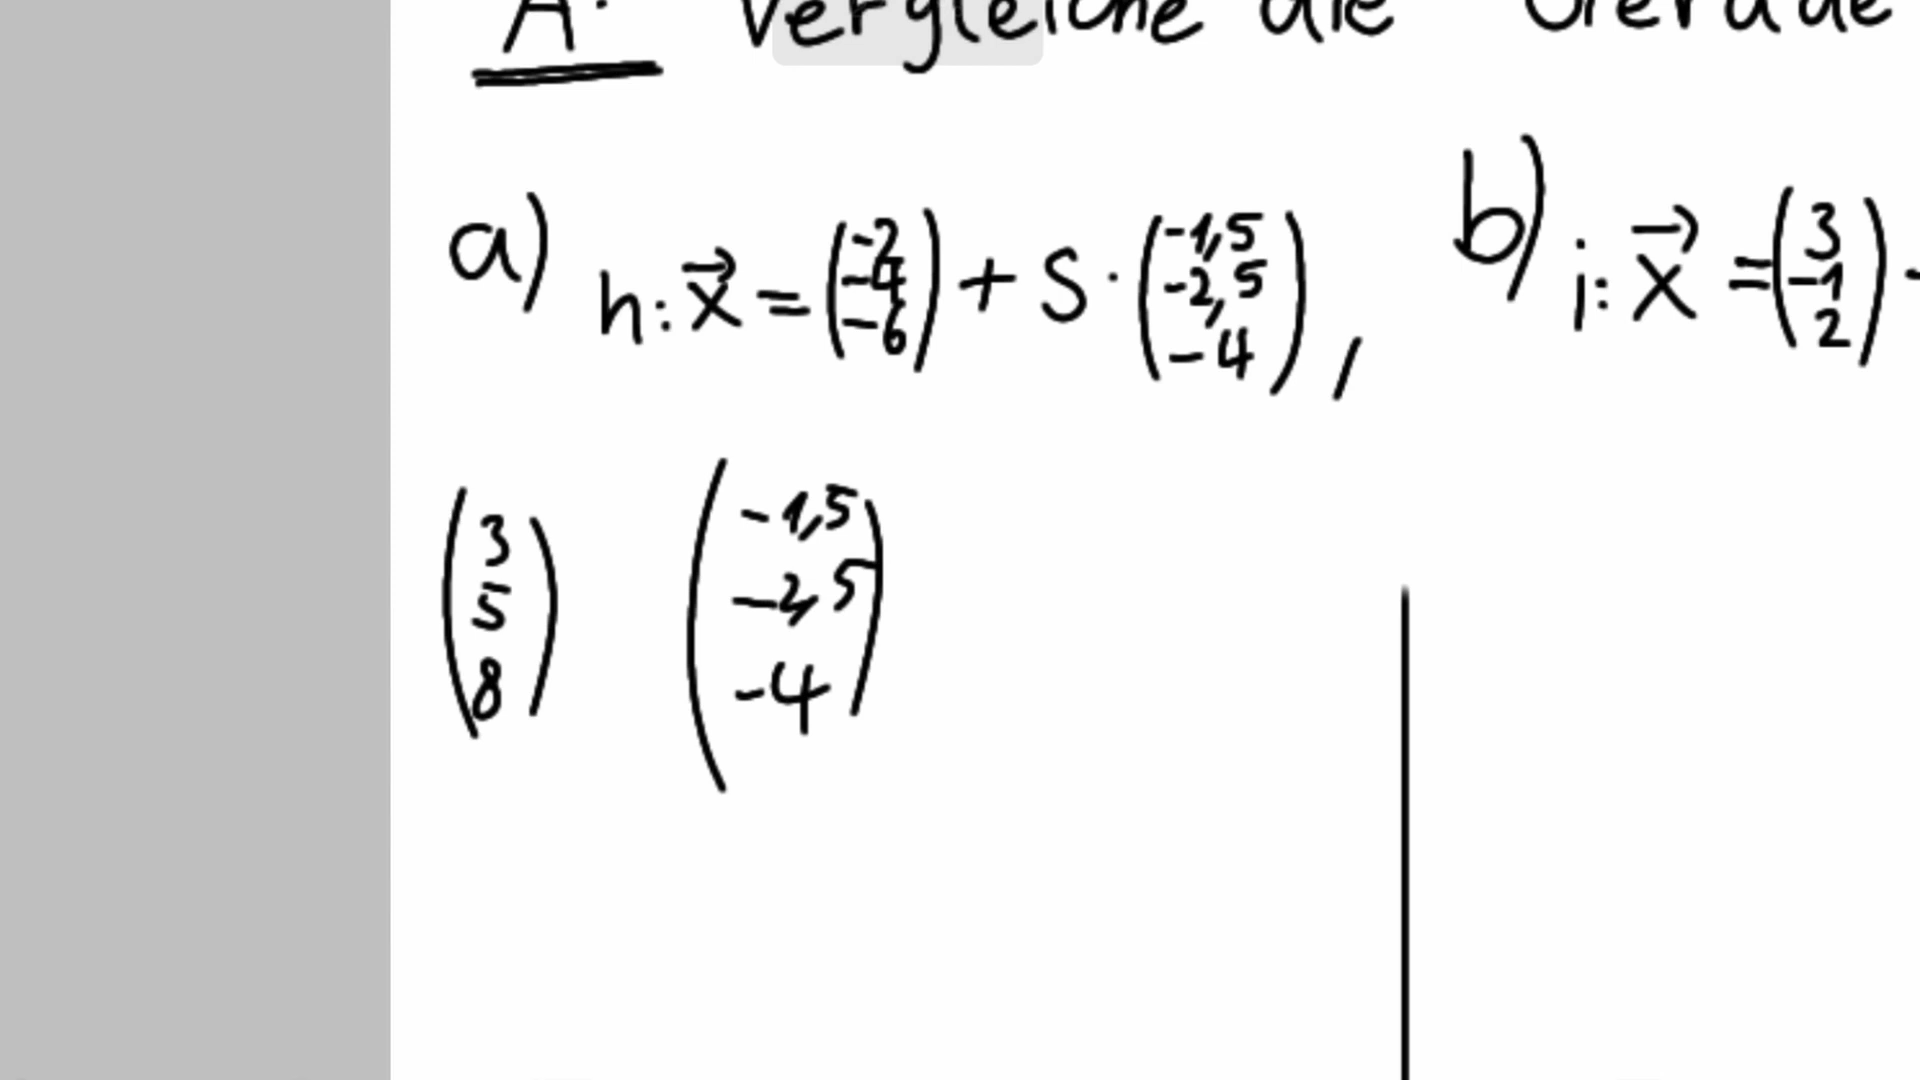 A: Vergleiche die Gerade
a) h: x⃗ = (-2 -4 -6) + s · (-1,5 -2,5 -4) ,
b) i: x⃗ = (3 -1 2)
(3 5 8) (-1,5 -2,5 -4)